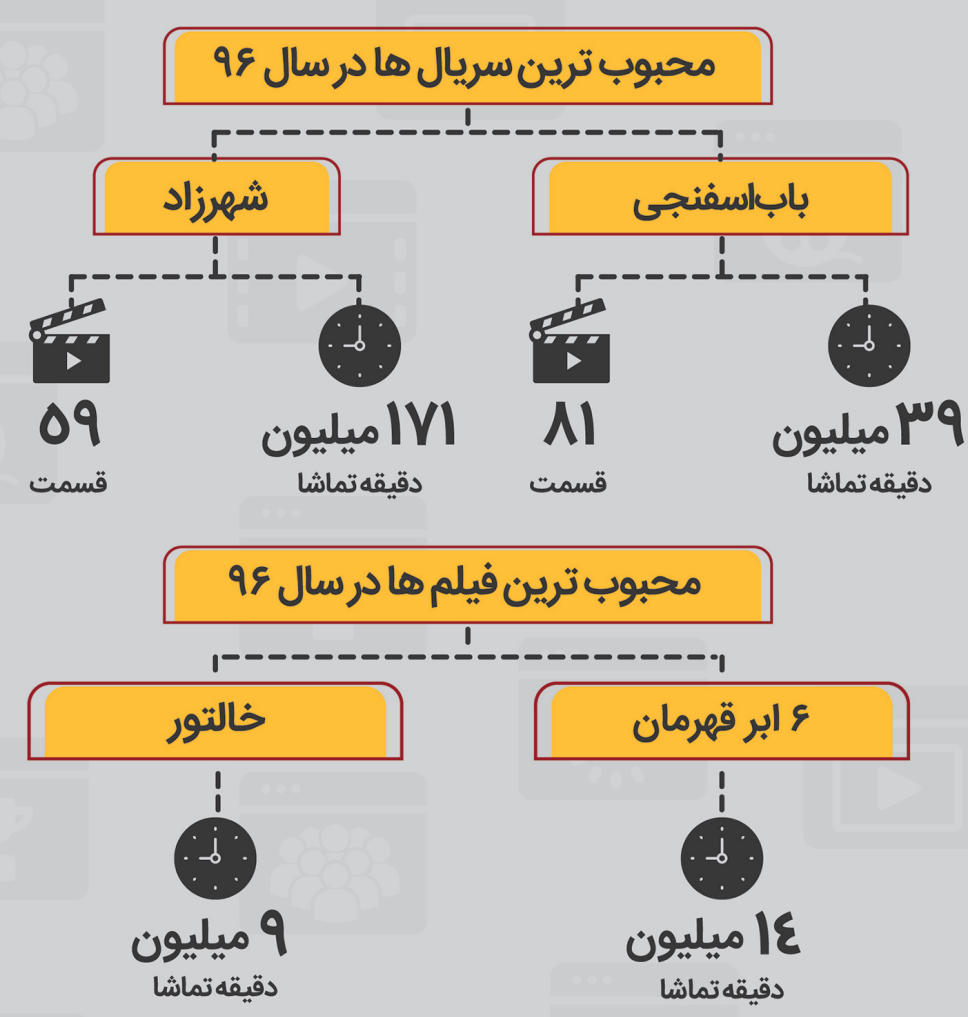 محبوب ترین سریال ها در سال ۹۶
باب‌اسفنجی
۳۹ میلیون
دقیقه تماشا
۸۱
قسمت
شهرزاد
۱۷۱ میلیون
دقیقه تماشا
۵۹
قسمت
محبوب ترین فیلم ها در سال ۹۶
۶ ابر قهرمان
۱٤ میلیون
دقیقه تماشا
خالتور
۹ میلیون
دقیقه تماشا